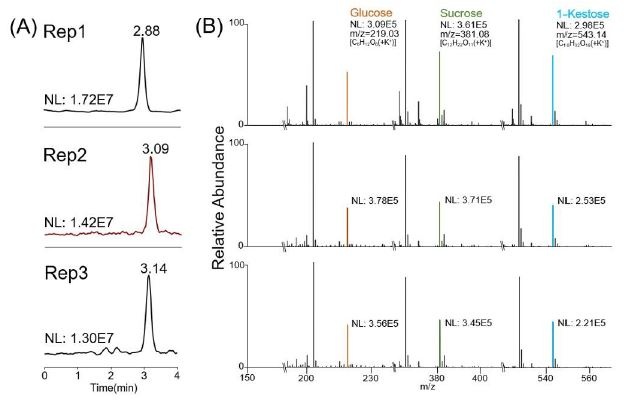 (A)
Rep1
2.88
NL: 1.72E7
Rep2
3.09
NL: 1.42E7
Rep3
3.14
NL: 1.30E7
0 1 2 3 4
Time(min)
(B)
Relative Abundance
100
Glucose
NL: 3.09E5
m/z=219.03
[C₆H₁₂O₆(+K⁺)]
Sucrose
NL: 3.61E5
m/z=381.08
[C₁₂H₂₂O₁₁(+K⁺)]
1-Kestose
NL: 2.98E5
m/z=543.14
[C₁₈H₃₂O₁₆(+K⁺)]
0
100
NL: 3.78E5
NL: 3.71E5
NL: 2.53E5
0
100
NL: 3.56E5
NL: 3.45E5
NL: 2.21E5
0
150 200 230 380 400 540 560
m/z